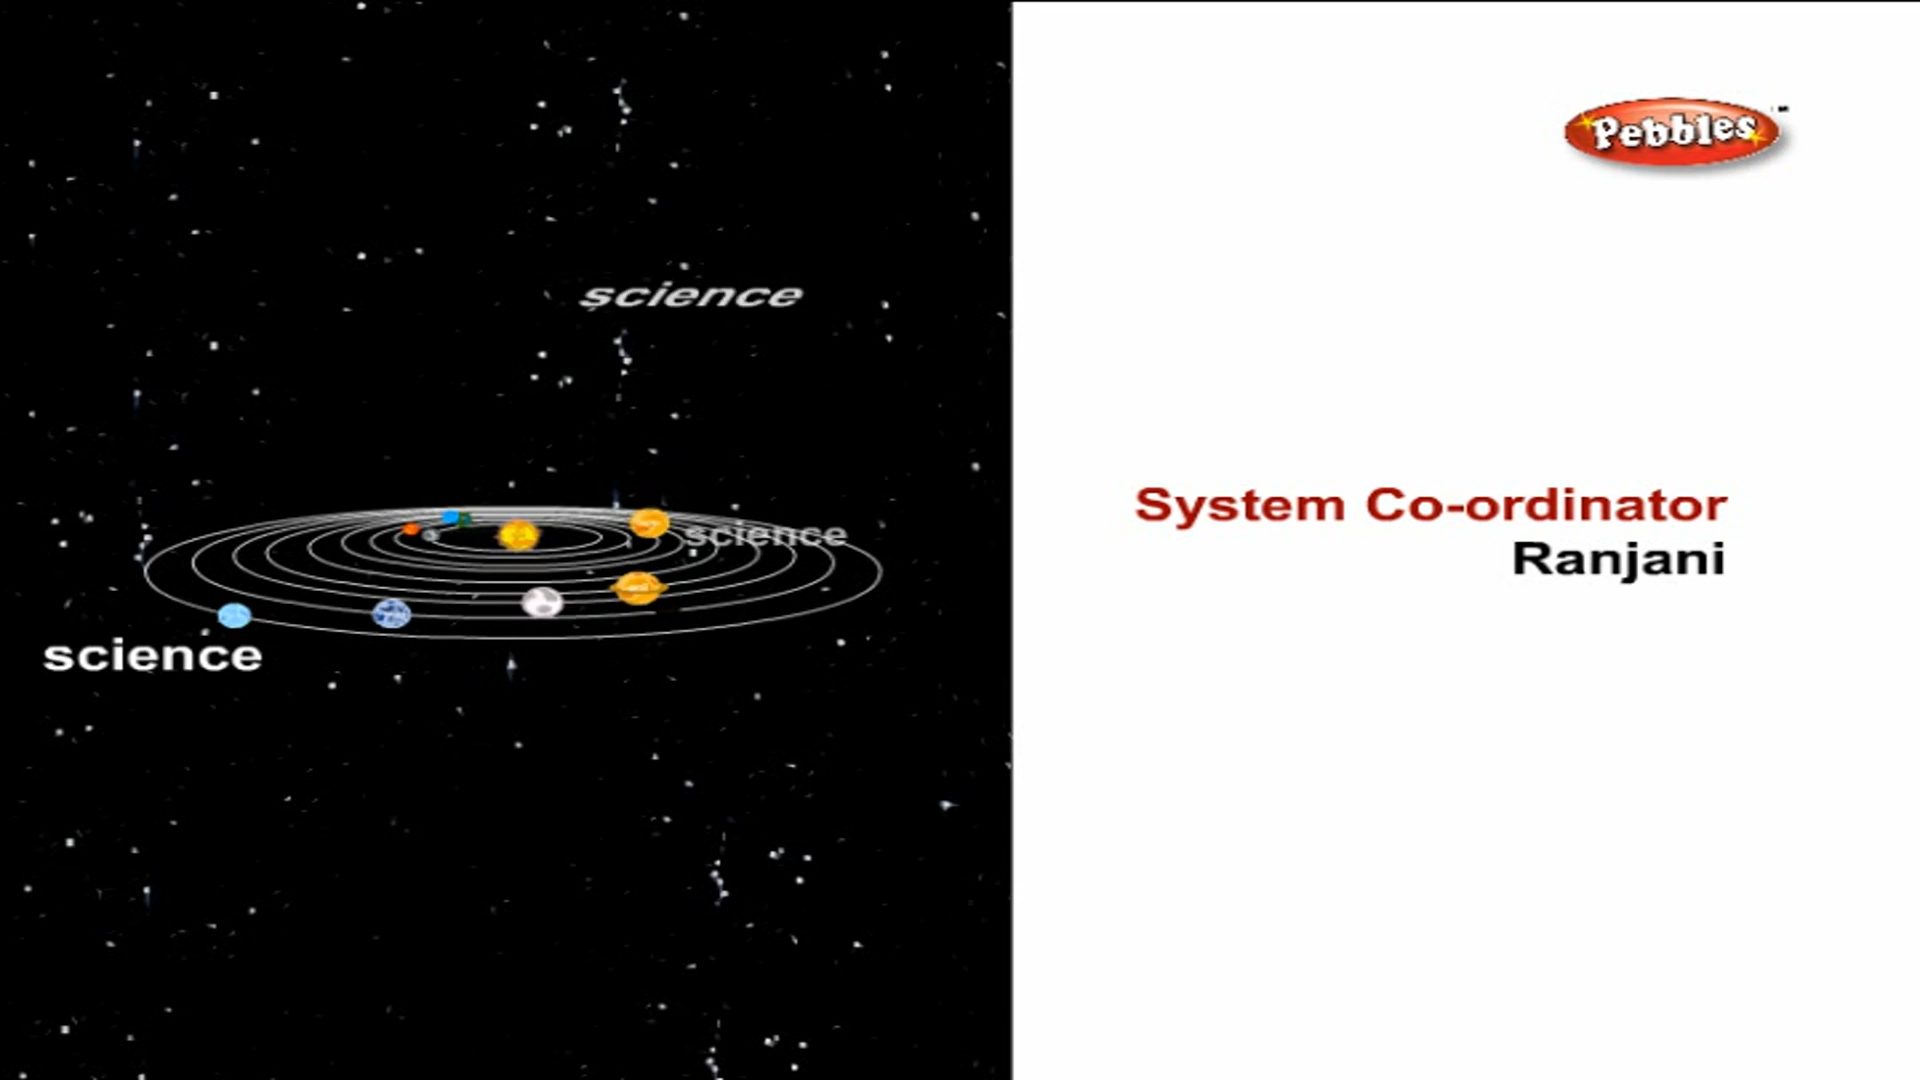 science
science
science
Pebbles
System Co-ordinator
Ranjani